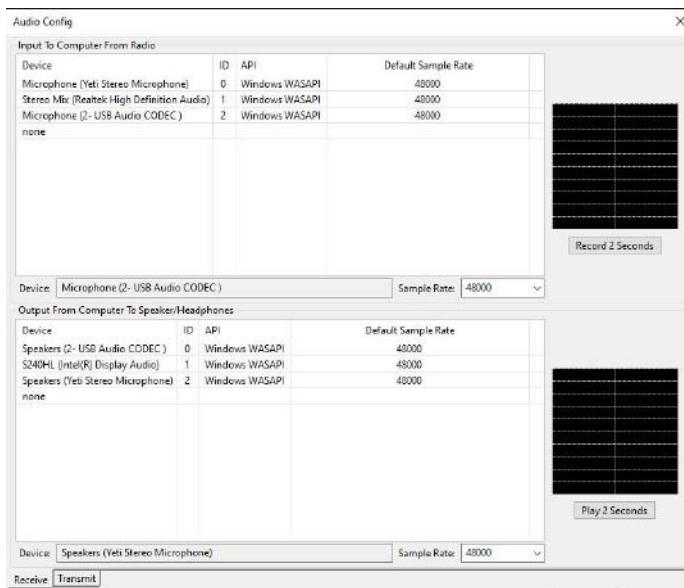 Audio Config
Input To Computer From Radio
Device ID API Default Sample Rate
Microphone (Yeti Stereo Microphone) 0 Windows WASAPI 48000
Stereo Mix (Realtek High Definition Audio) 1 Windows WASAPI 48000
Microphone (2- USB Audio CODEC ) 2 Windows WASAPI 48000
none
Record 2 Seconds
Device: Microphone (2- USB Audio CODEC ) Sample Rate: 48000
Output From Computer To Speaker/Headphones
Device ID API Default Sample Rate
Speakers (2- USB Audio CODEC ) 0 Windows WASAPI 48000
S240HL (Intel(R) Display Audio) 1 Windows WASAPI 48000
Speakers (Yeti Stereo Microphone) 2 Windows WASAPI 48000
none
Play 2 Seconds
Device: Speakers (Yeti Stereo Microphone) Sample Rate: 48000
Receive Transmit